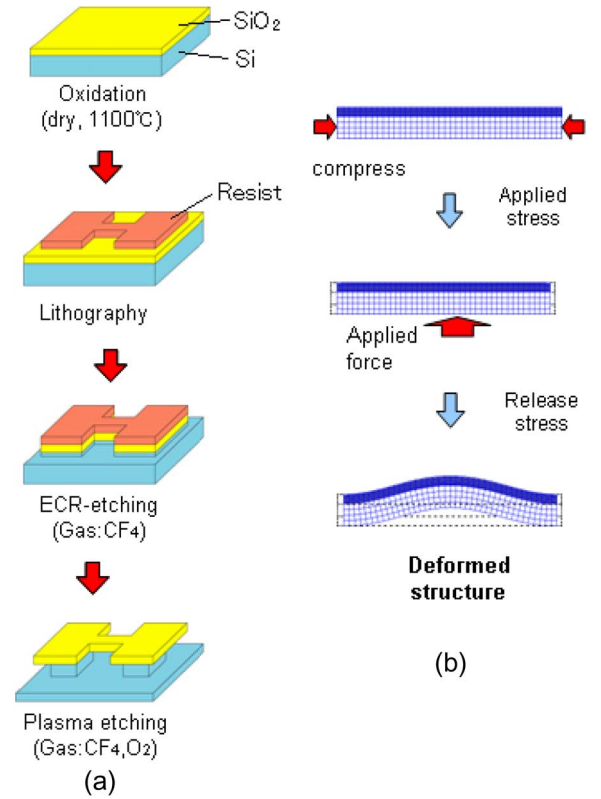 SiO₂
Si
Oxidation
(dry, 1100℃)
Resist
Lithography
ECR-etching
(Gas:CF₄)
Plasma etching
(Gas:CF₄,O₂)
(a)
compress
Applied
stress
Applied
force
Release
stress
Deformed
structure
(b)